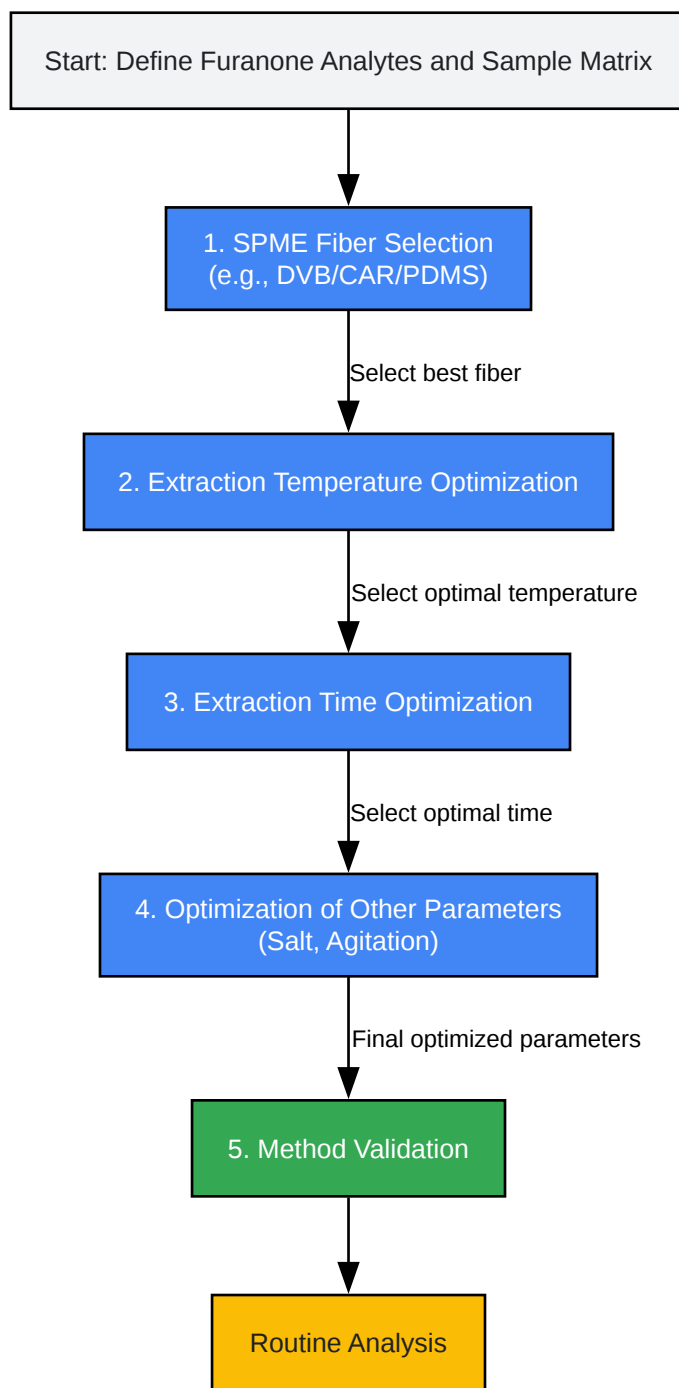 Start: Define Furanone Analytes and Sample Matrix
1. SPME Fiber Selection
(e.g., DVB/CAR/PDMS)
Select best fiber
2. Extraction Temperature Optimization
Select optimal temperature
3. Extraction Time Optimization
Select optimal time
4. Optimization of Other Parameters
(Salt, Agitation)
Final optimized parameters
5. Method Validation
Routine Analysis